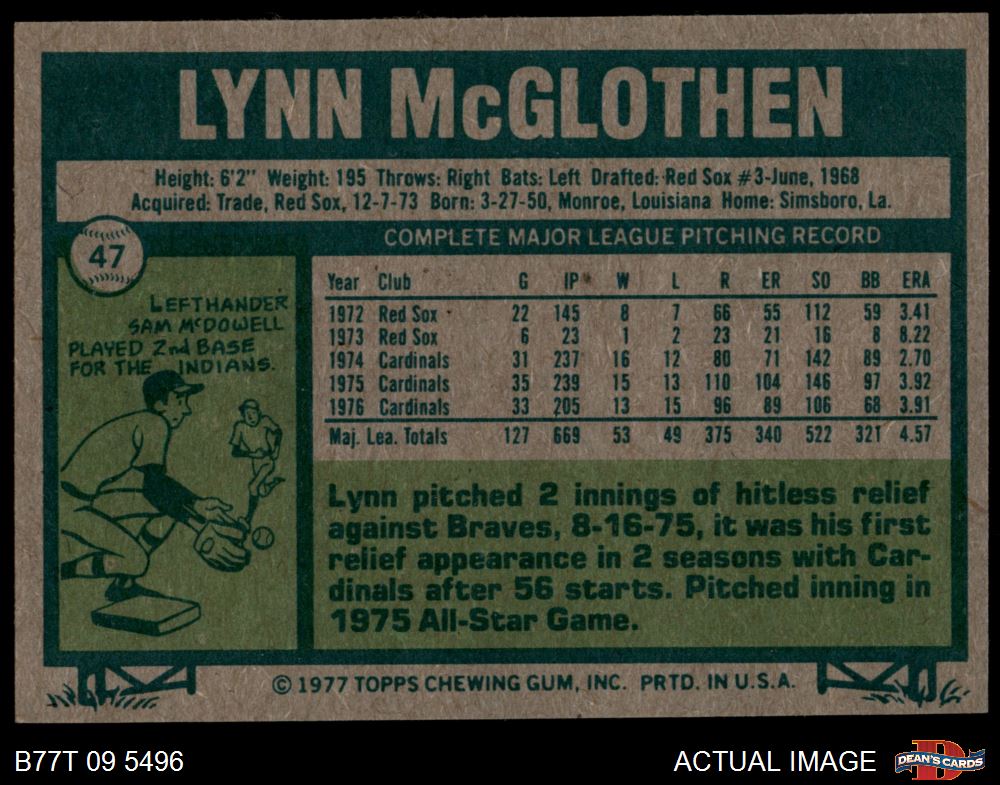 LYNN McGLOTHEN
Height: 6'2" Weight: 195 Throws: Right Bats: Left Drafted: Red Sox #3-June, 1968
Acquired: Trade, Red Sox, 12-7-73 Born: 3-27-50, Monroe, Louisiana Home: Simsboro, La.
47
LEFTHANDER
SAM McDOWELL
PLAYED 2nd BASE
FOR THE INDIANS.
COMPLETE MAJOR LEAGUE PITCHING RECORD
Year Club G IP W L R ER SO BB ERA
1972 Red Sox 22 145 8 7 66 55 112 59 3.41
1973 Red Sox 6 23 1 2 23 21 16 8 8.22
1974 Cardinals 31 237 16 12 80 71 142 89 2.70
1975 Cardinals 35 239 15 13 110 104 146 97 3.92
1976 Cardinals 33 205 13 15 96 89 106 68 3.91
Maj. Lea. Totals 127 669 53 49 375 340 522 321 4.57
Lynn pitched 2 innings of hitless relief
against Braves, 8-16-75, it was his first
relief appearance in 2 seasons with Car-
dinals after 56 starts. Pitched inning in
1975 All-Star Game.
© 1977 TOPPS CHEWING GUM, INC. PRTD. IN U.S.A.
B77T 09 5496
ACTUAL IMAGE
D
DEAN'S CARDS